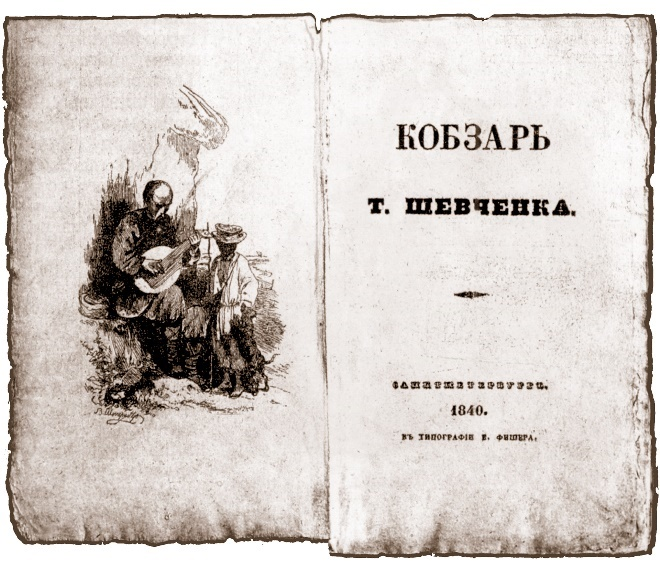 КОБЗАРЬ
Т. ШЕВЧЕНКА.
САНКТПЕТЕРБУРГЪ.
1840.
ВЪ ТИПОГРАФІИ Е. ФИШЕРА.